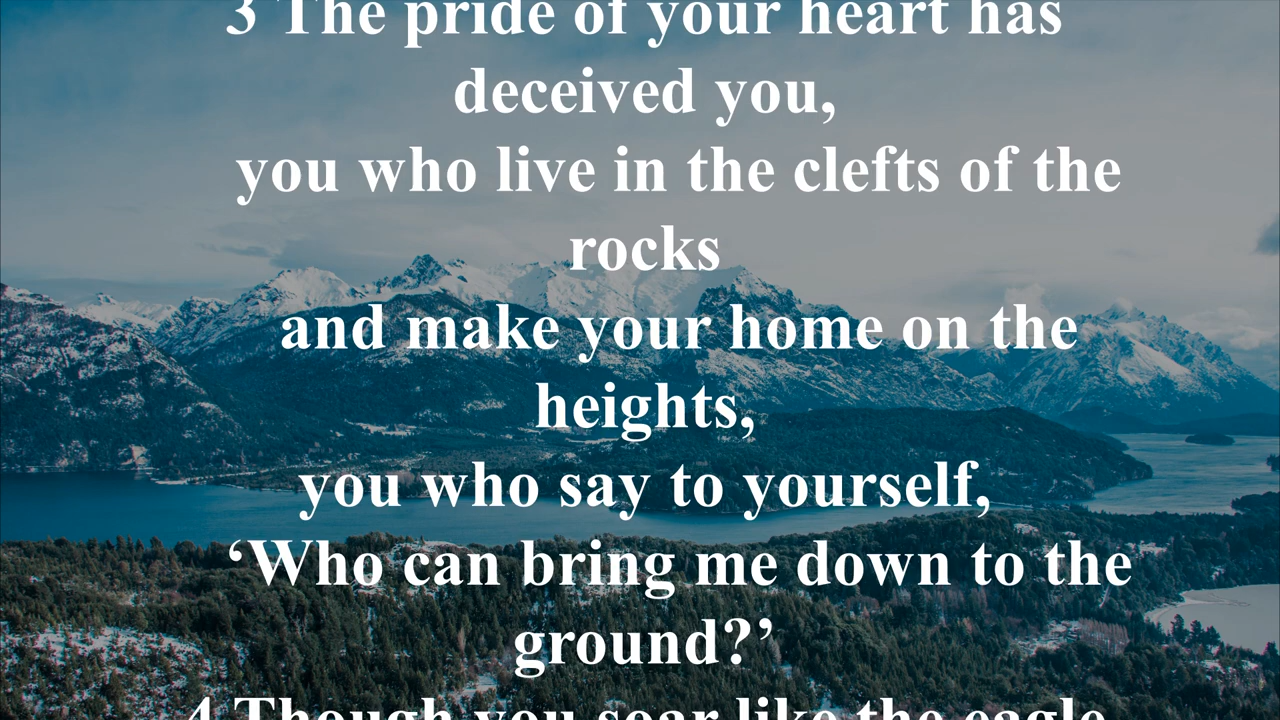 3 The pride of your heart has
deceived you,
you who live in the clefts of the
rocks
and make your home on the
heights,
you who say to yourself,
‘Who can bring me down to the
ground?’
4 Though you soar like the eagle